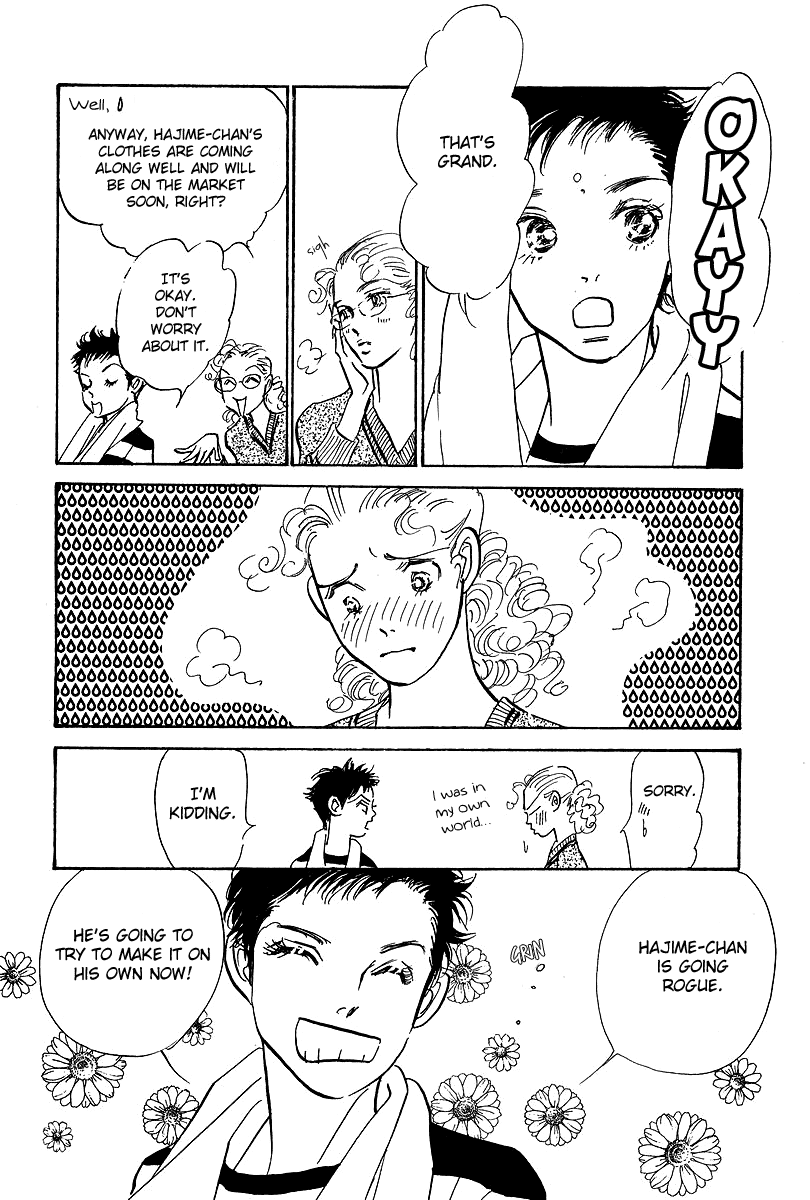 OKAYY
THAT'S
GRAND.
sigh
Well,
ANYWAY, HAJIME-CHAN'S
CLOTHES ARE COMING
ALONG WELL AND WILL
BE ON THE MARKET
SOON, RIGHT?
IT'S
OKAY.
DON'T
WORRY
ABOUT IT.
SORRY.
I was in
my own
world...
I'M
KIDDING.
HAJIME-CHAN
IS GOING
ROGUE.
GRIN
HE'S GOING TO
TRY TO MAKE IT ON
HIS OWN NOW!